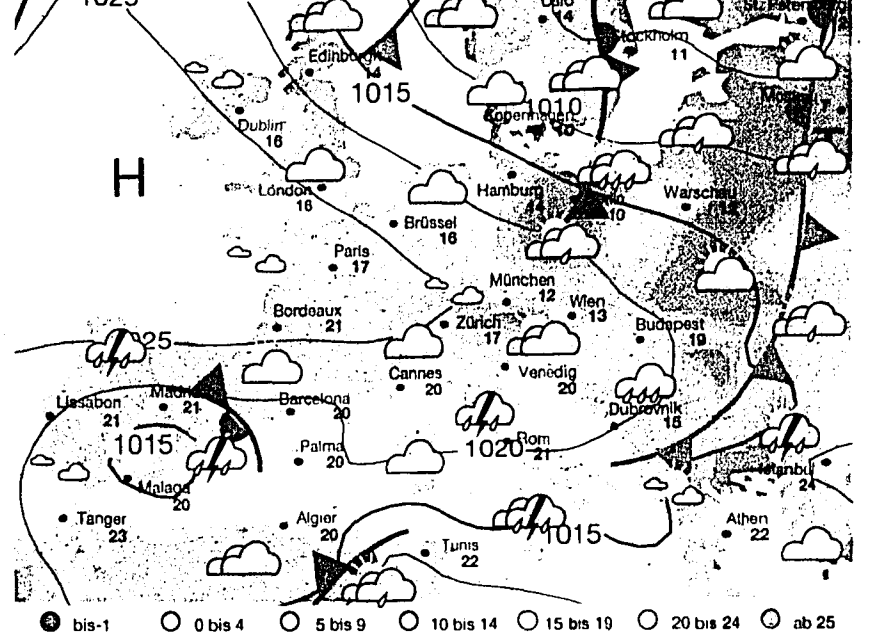 1025
14
St. Petersburg
Stockholm
11
Edinburgh
14
1015
1010
Kopenhagen
10
Dublin
16
H
London
16
Hamburg
Warschau
10
Brüssel
16
Paris
17
München
12
Wien
13
Bordeaux
21
Zürich
17
Budapest
19
Cannes
20
Venedig
20
Lissabon
21
Madrid
21
Barcelona
20
Dubrovnik
15
1015
Palma
20
1020
Rom
21
Istanbul
24
Malaga
20
Tanger
23
Algier
20
1015
Athen
22
Tunis
22
bis-1
0 bis 4
5 bis 9
10 bis 14
15 bis 19
20 bis 24
ab 25